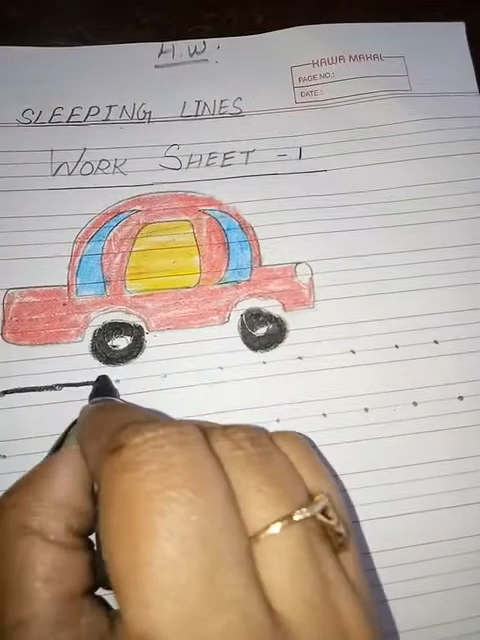 H.W:
HAWA MAHAL
PAGE NO.:
DATE:
SLEEPING LINES
WORK SHEET - 1